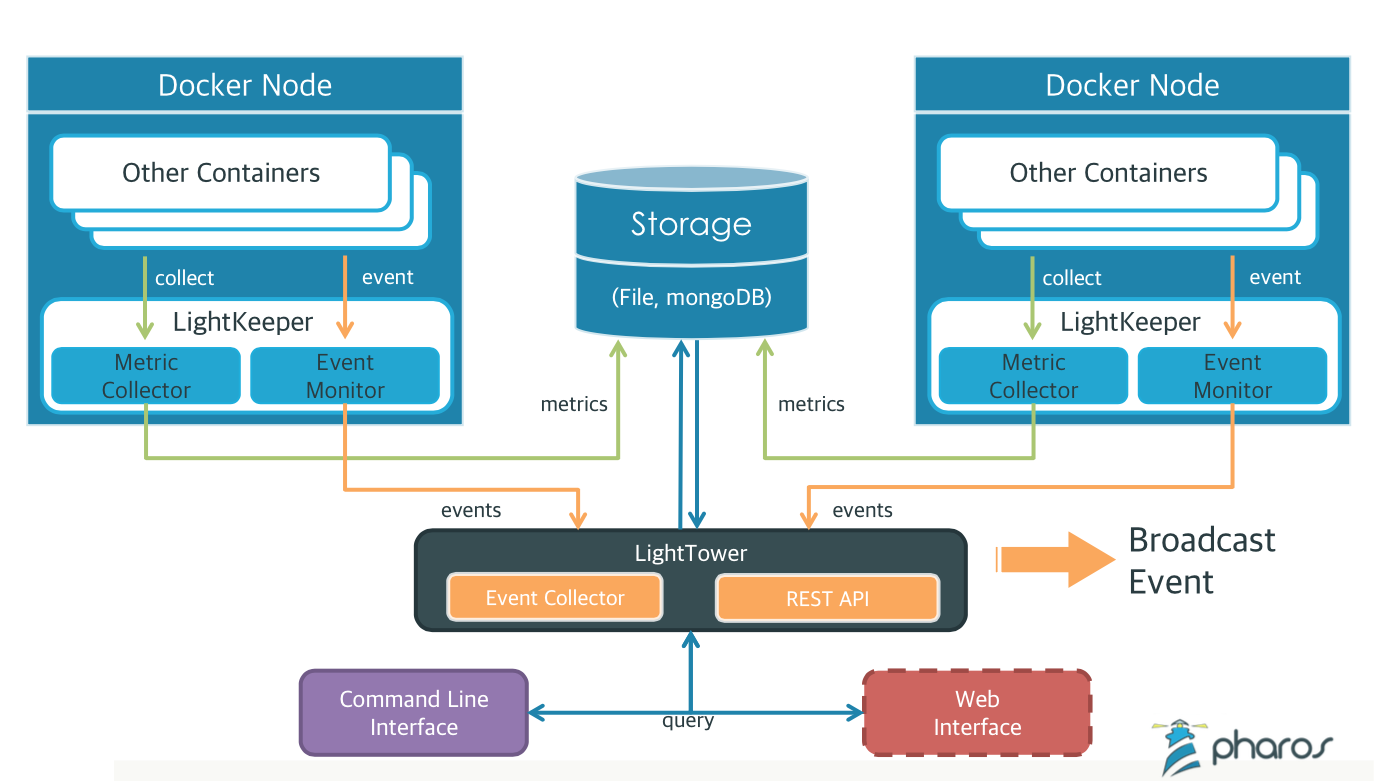 Docker Node
Other Containers
collect
event
LightKeeper
Metric
Collector
Event
Monitor
Storage
(File, mongoDB)
Docker Node
Other Containers
collect
event
LightKeeper
Metric
Collector
Event
Monitor
metrics
metrics
events
events
LightTower
Event Collector
REST API
Broadcast
Event
Command Line
Interface
query
Web
Interface
pharos